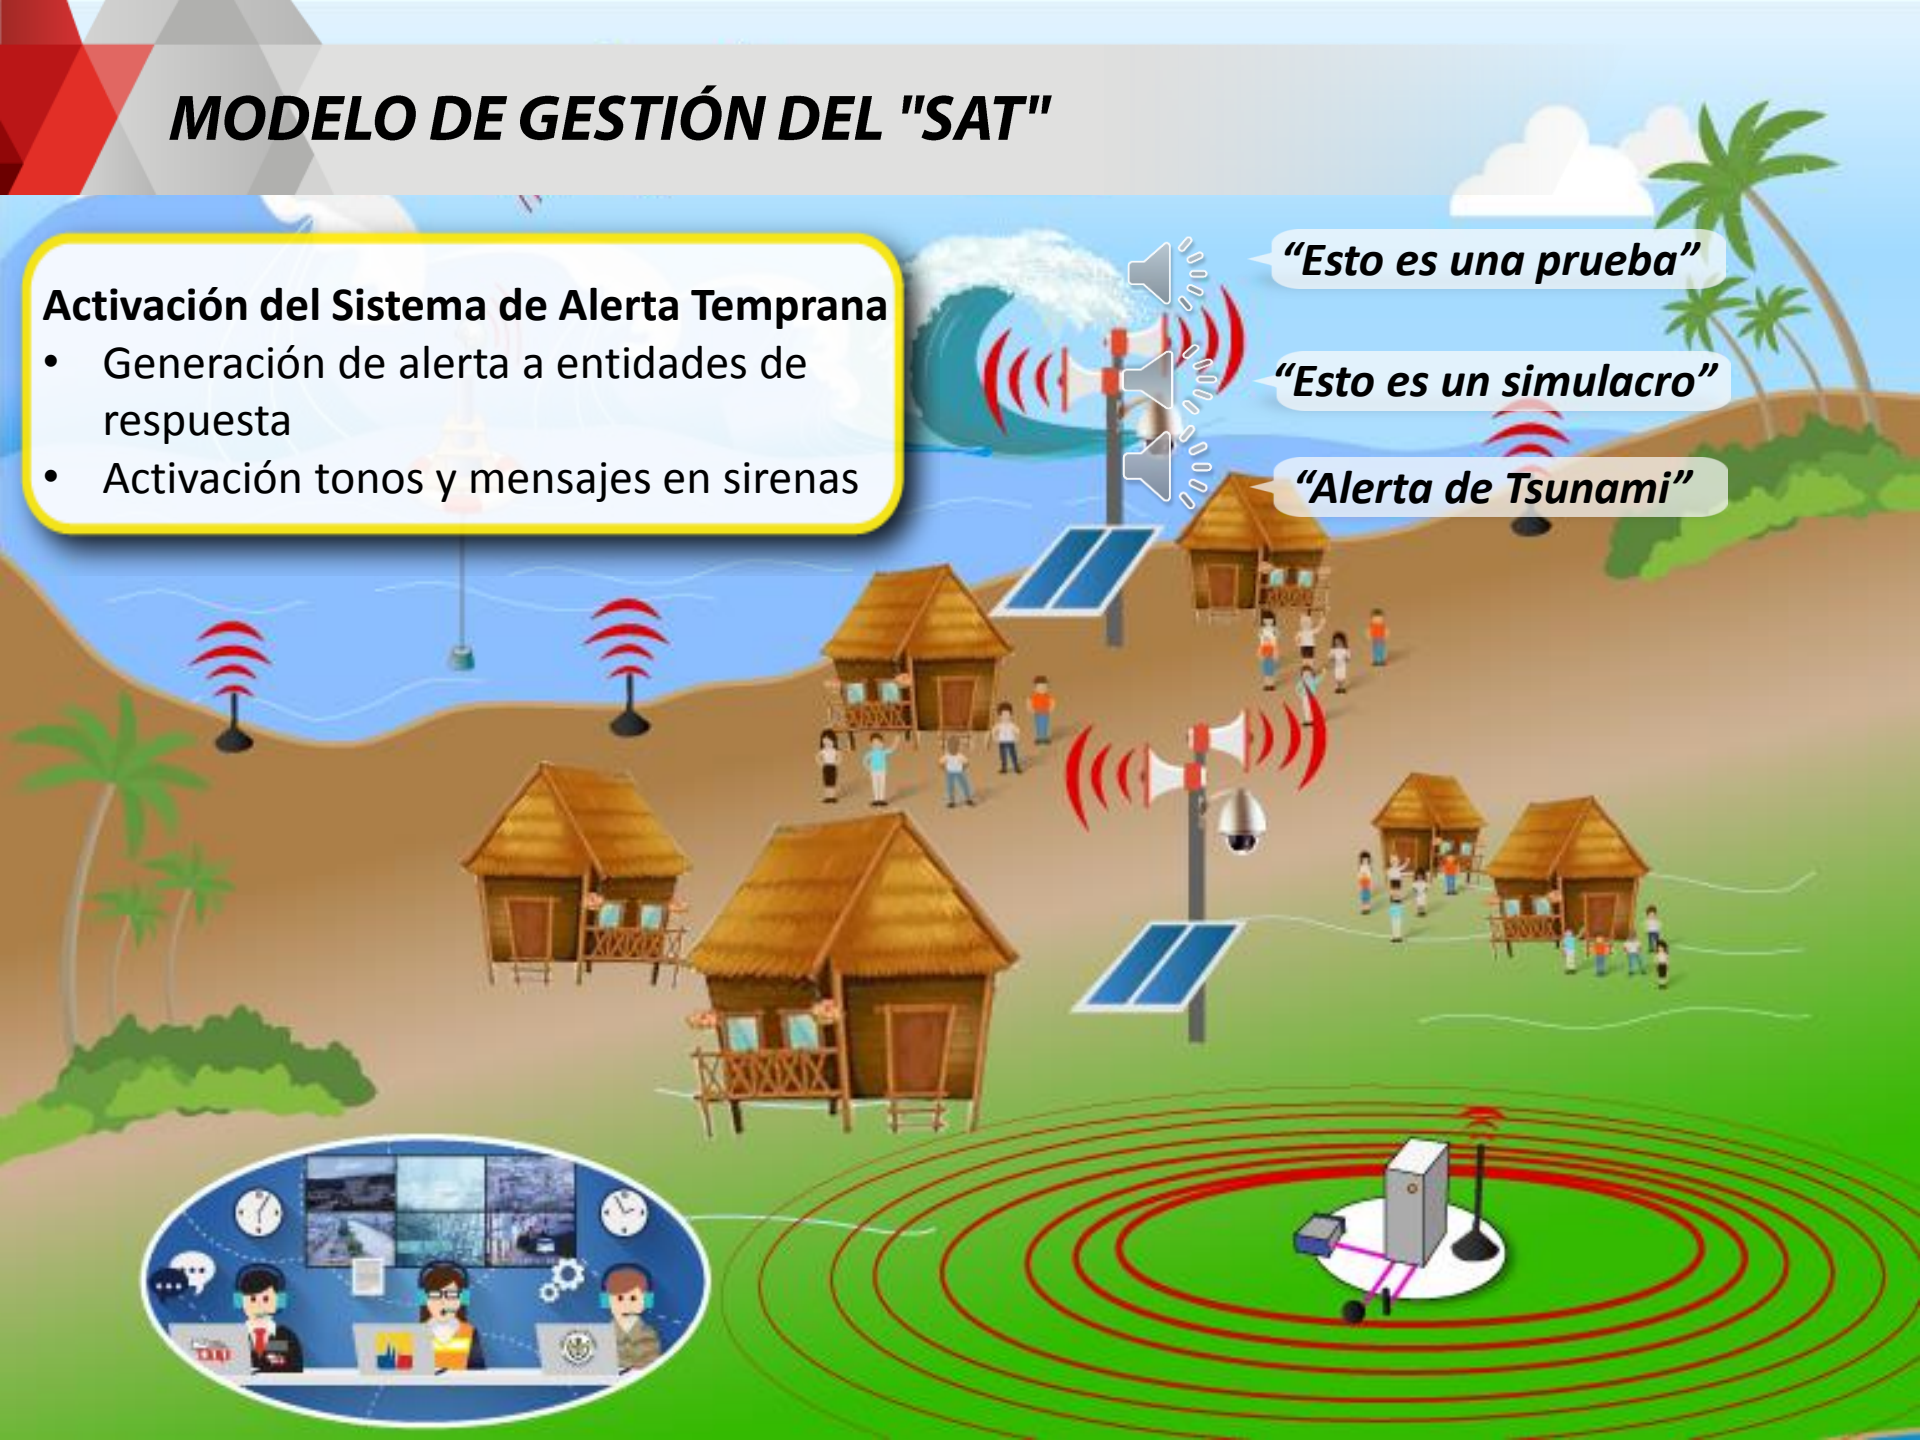 MODELO DE GESTIÓN DEL "SAT"
Activación del Sistema de Alerta Temprana
• Generación de alerta a entidades de
respuesta
• Activación tonos y mensajes en sirenas
“Esto es una prueba”
“Esto es un simulacro”
“Alerta de Tsunami”